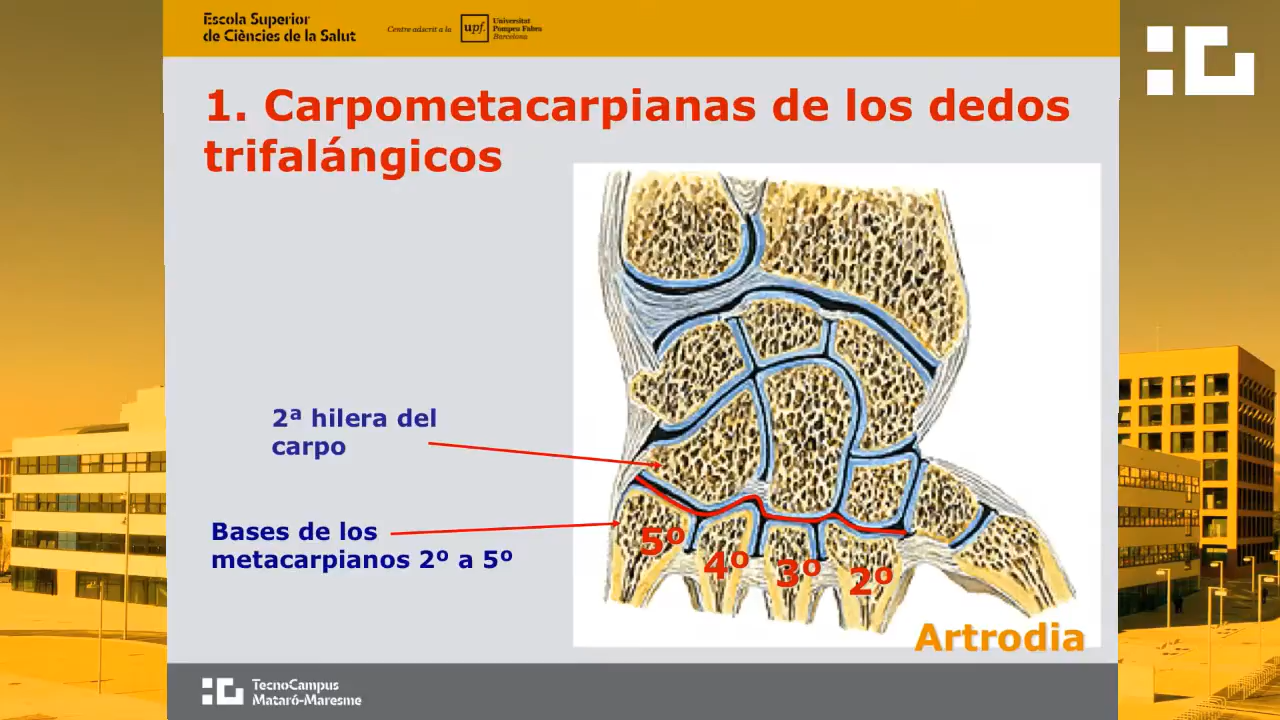 Escola Superior
de Ciències de la Salut
Centre adscrit a la
upf.
Universitat
Pompeu Fabra
Barcelona
1. Carpometacarpianas de los dedos
trifalángicos
2ª hilera del
carpo
Bases de los
metacarpianos 2º a 5º
5º
4º
3º
2º
Artrodia
TecnoCampus
Mataró-Maresme